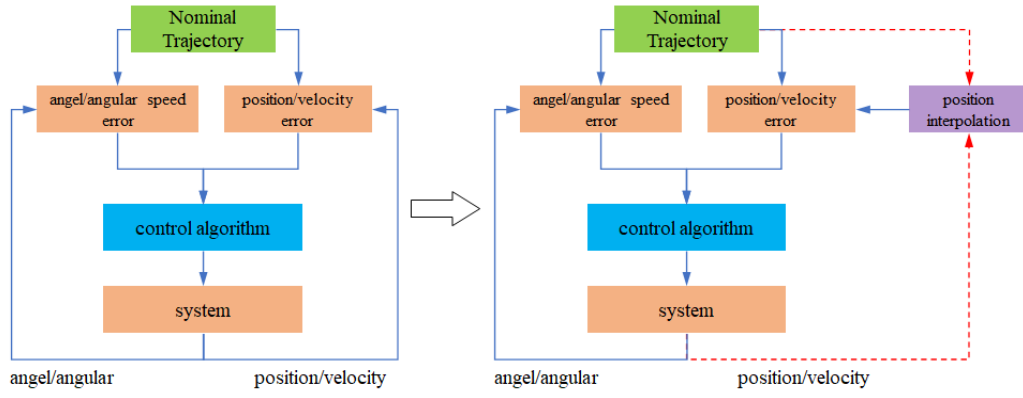 Nominal
Trajectory
angel/angular speed
error
position/velocity
error
control algorithm
system
angel/angular
position/velocity
Nominal
Trajectory
angel/angular speed
error
position/velocity
error
position
interpolation
control algorithm
system
angel/angular
position/velocity